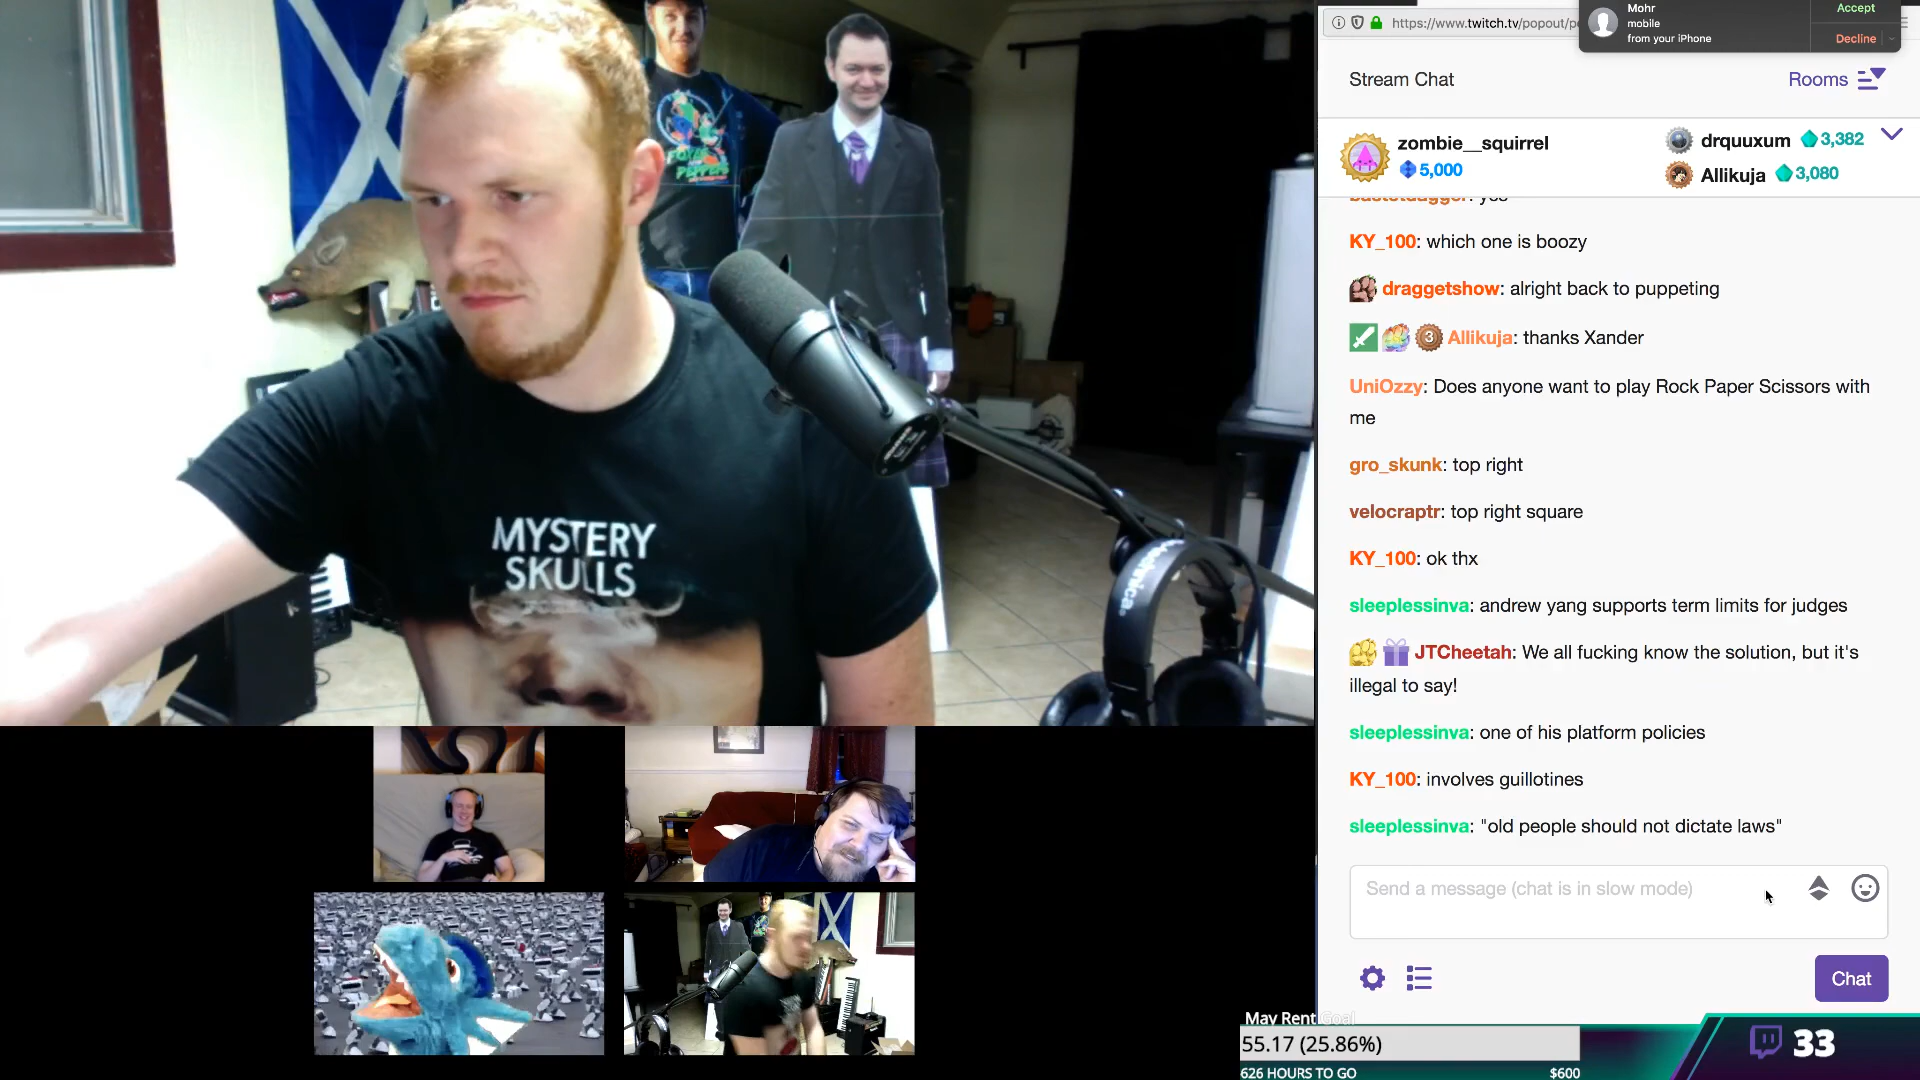 https://www.twitch.tv/popout/p
Mohr
mobile
from your iPhone
Accept
Decline
Stream Chat
Rooms
zombie__squirrel
5,000
drquuxum 3,382
Allikuja 3,080
KY_100: which one is boozy
draggetshow: alright back to puppeting
3 Allikuja: thanks Xander
UniOzzy: Does anyone want to play Rock Paper Scissors with
me
gro_skunk: top right
velocraptr: top right square
KY_100: ok thx
sleeplessinva: andrew yang supports term limits for judges
JTCheetah: We all fucking know the solution, but it's
illegal to say!
sleeplessinva: one of his platform policies
KY_100: involves guillotines
sleeplessinva: "old people should not dictate laws"
Send a message (chat is in slow mode)
Chat
MYSTERY
SKULLS
May Rent Goal
55.17 (25.86%)
626 HOURS TO GO
$600
33